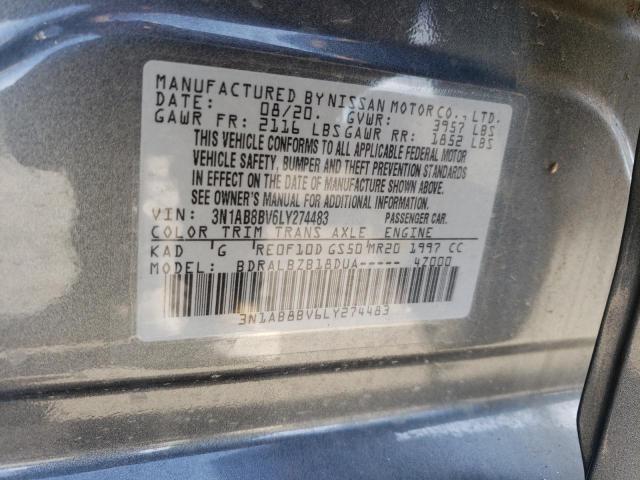 MANUFACTURED BY NISSAN MOTOR CO., LTD.
DATE: 08/20. GVWR: 3957 LBS
GAWR FR: 2116 LBS GAWR RR: 1852 LBS
THIS VEHICLE CONFORMS TO ALL APPLICABLE FEDERAL MOTOR
VEHICLE SAFETY, BUMPER AND THEFT PREVENTION STANDARDS
IN EFFECT ON THE DATE OF MANUFACTURE SHOWN ABOVE.
SEE OWNER'S MANUAL FOR ADDITIONAL INFORMATION.
VIN: 3N1AB8BV6LY274483 PASSENGER CAR.
COLOR TRIM TRANS AXLE ENGINE
KAD G RE0F10D GS50 MR20 1997 CC
MODEL: BDRALBZB18DUA 47000
3N1AB8BV6LY274483